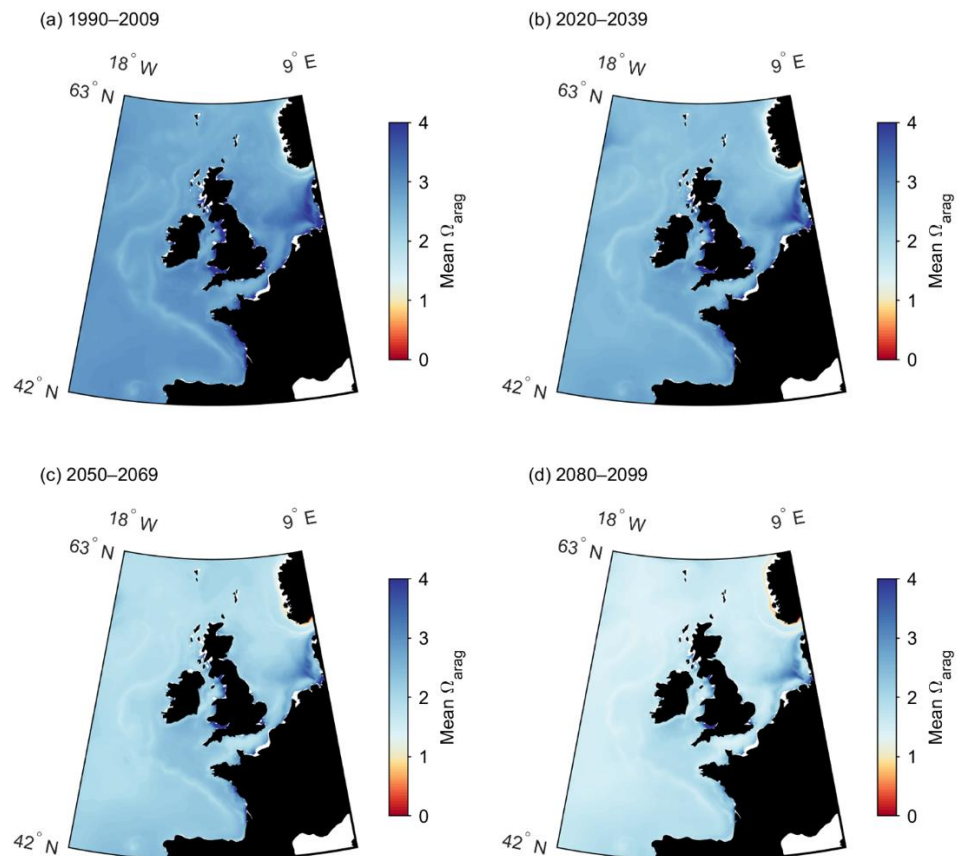 (a) 1990–2009
18° W
9° E
63° N
42° N
4
3
2
1
0
Mean Ωarag
(b) 2020–2039
18° W
9° E
63° N
42° N
4
3
2
1
0
Mean Ωarag
(c) 2050–2069
18° W
9° E
63° N
42° N
4
3
2
1
0
Mean Ωarag
(d) 2080–2099
18° W
9° E
63° N
42° N
4
3
2
1
0
Mean Ωarag